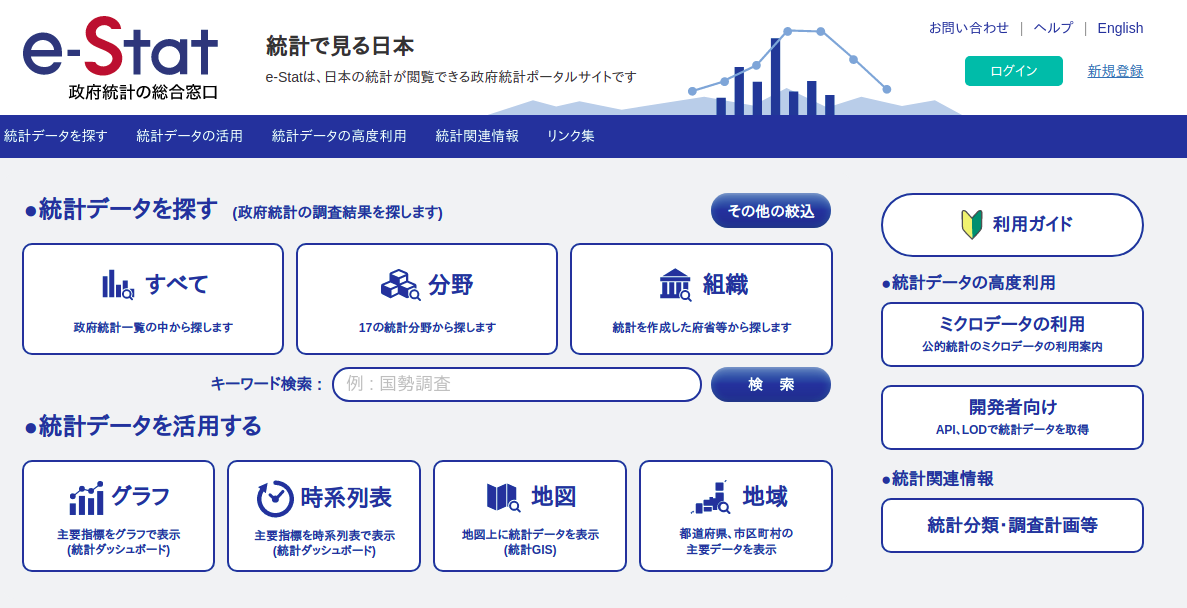 e-Stat
政府統計の総合窓口
統計で見る日本
e-Statは、日本の統計が閲覧できる政府統計ポータルサイトです
お問い合わせ | ヘルプ | English
ログイン
新規登録
統計データを探す 統計データの活用 統計データの高度利用 統計関連情報 リンク集
●統計データを探す (政府統計の調査結果を探します)
その他の絞込
すべて
政府統計一覧の中から探します
分野
17の統計分野から探します
組織
統計を作成した府省等から探します
キーワード検索：
例：国勢調査
検 索
●統計データを活用する
グラフ
主要指標をグラフで表示
(統計ダッシュボード)
時系列表
主要指標を時系列表で表示
(統計ダッシュボード)
地図
地図上に統計データを表示
(統計GIS)
地域
都道府県、市区町村の
主要データを表示
利用ガイド
●統計データの高度利用
ミクロデータの利用
公的統計のミクロデータの利用案内
開発者向け
API、LODで統計データを取得
●統計関連情報
統計分類・調査計画等